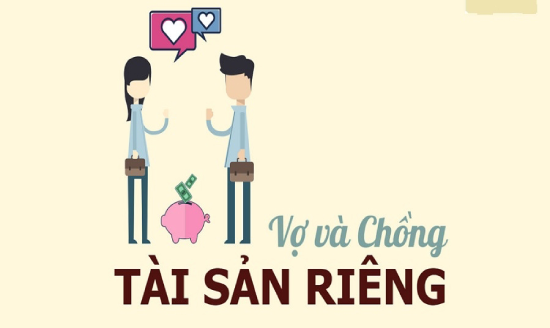 Vợ và Chồng
TÀI SẢN RIÊNG